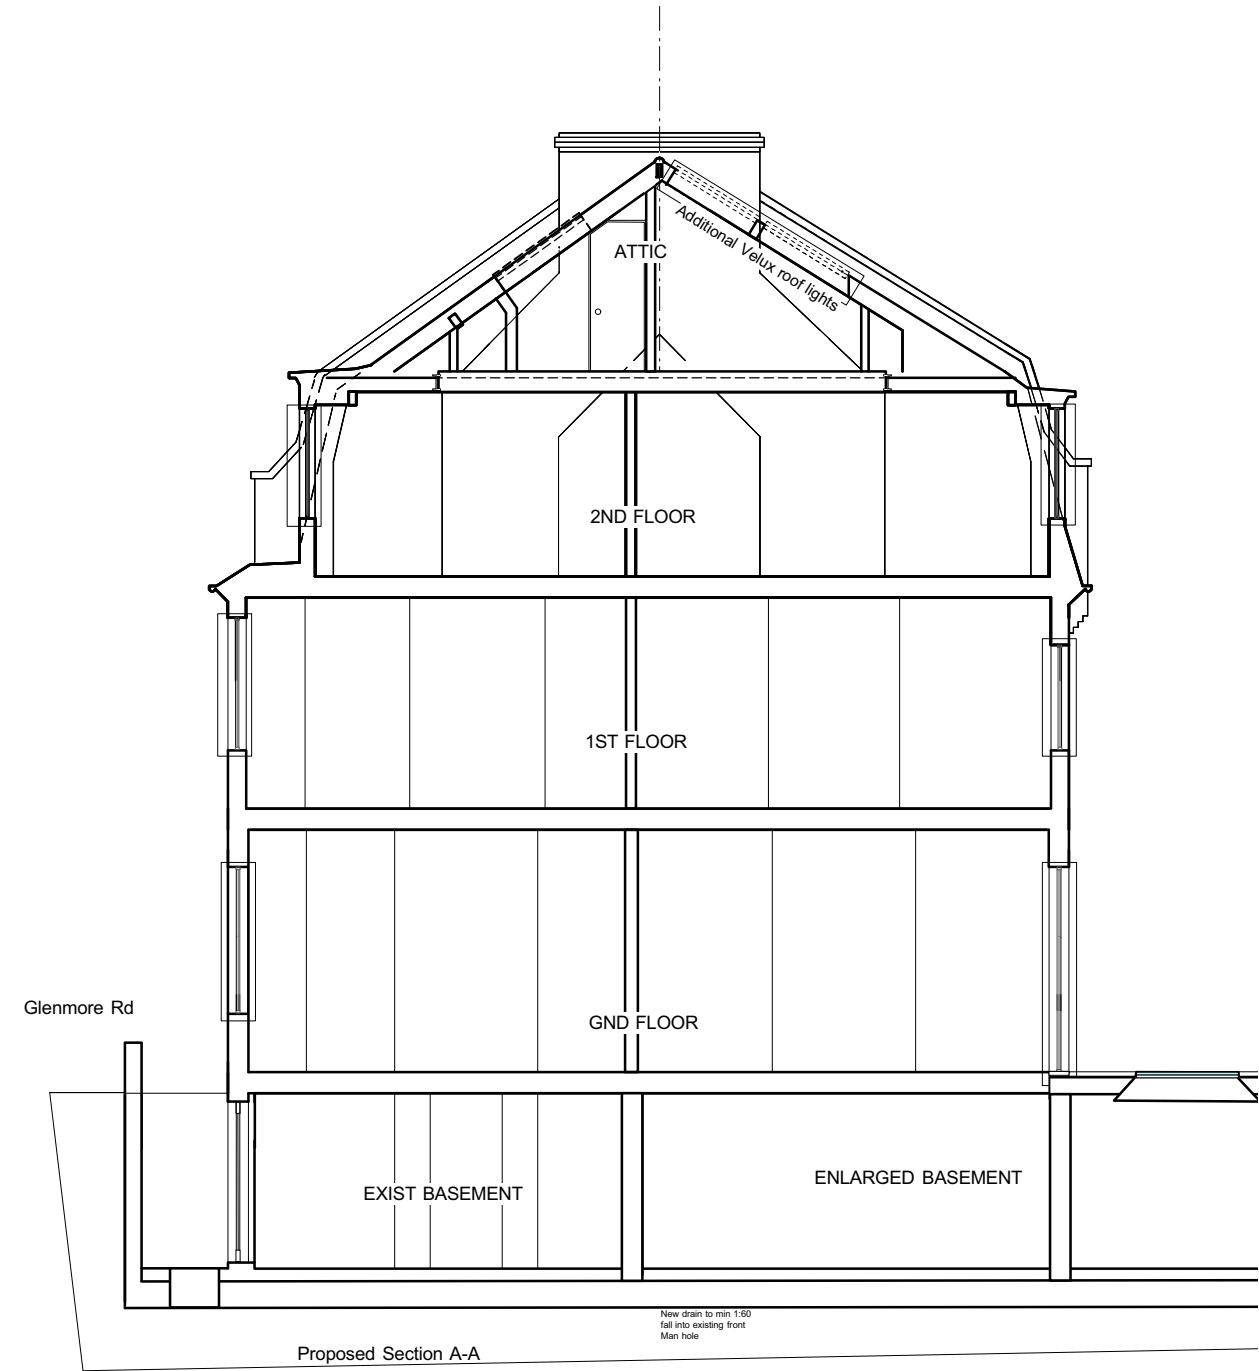 ATTIC
Additional Velux roof lights
2ND FLOOR
1ST FLOOR
Glenmore Rd
GND FLOOR
EXIST BASEMENT
ENLARGED BASEMENT
New drain to min 1:60
fall into existing front
Man hole
Proposed Section A-A